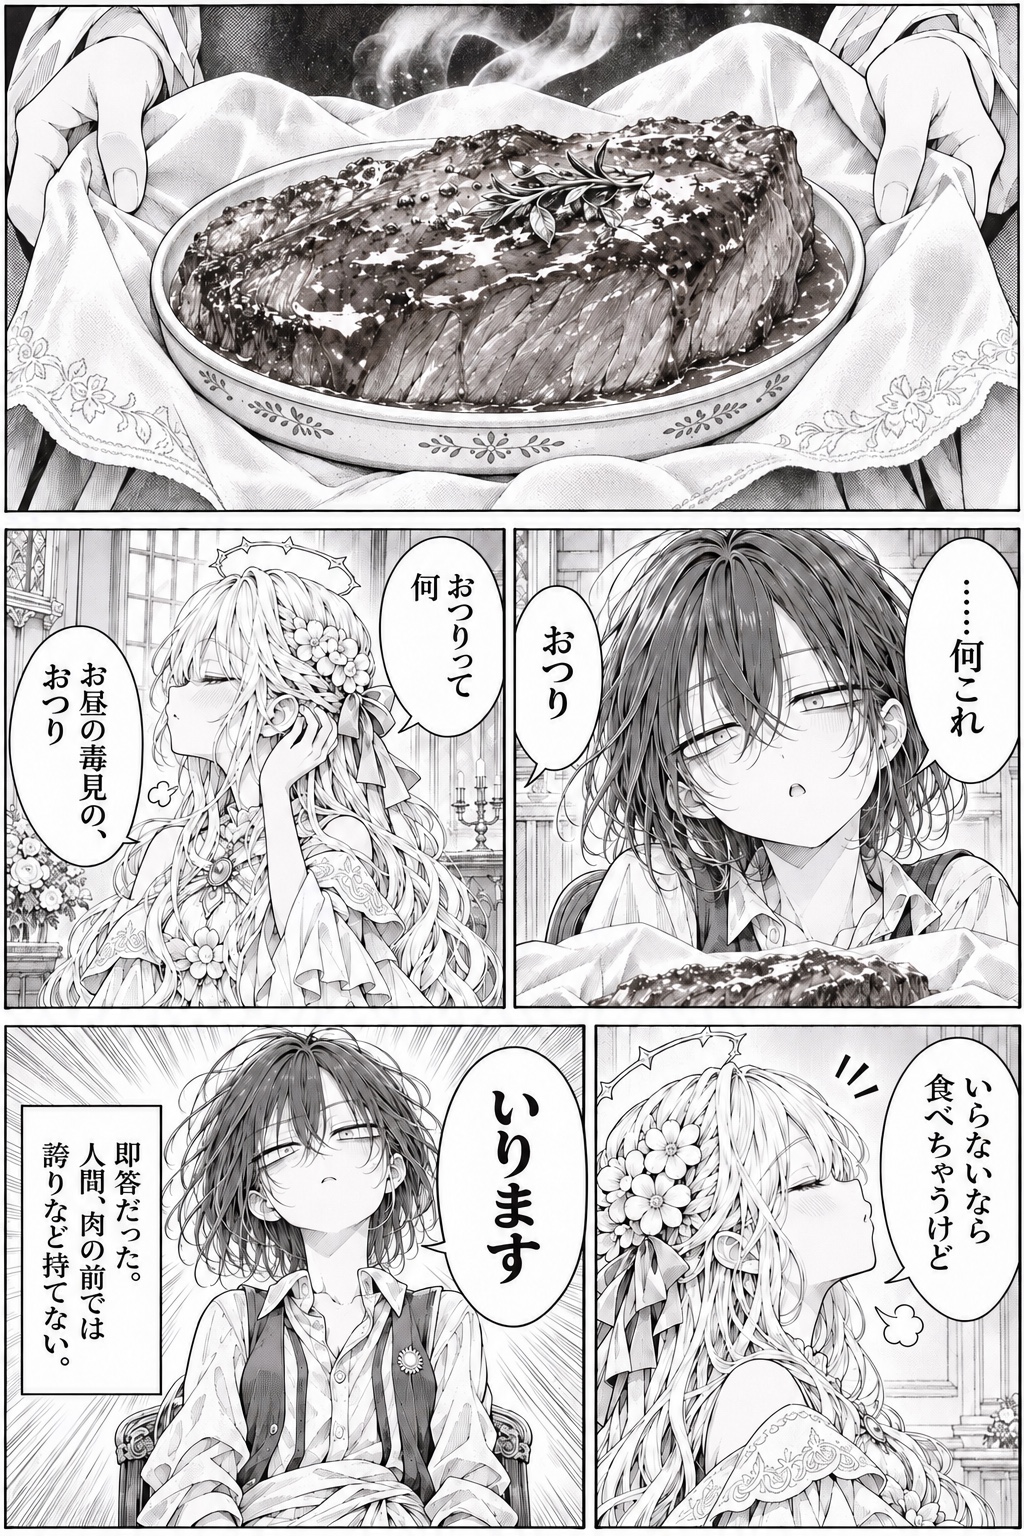 ……何これ
おつり
おつりって
何
お昼の毒見の、
おつり
いらないなら
食べちゃうけど
いります
即答だった。
人間、肉の前では
誇りなど持てない。